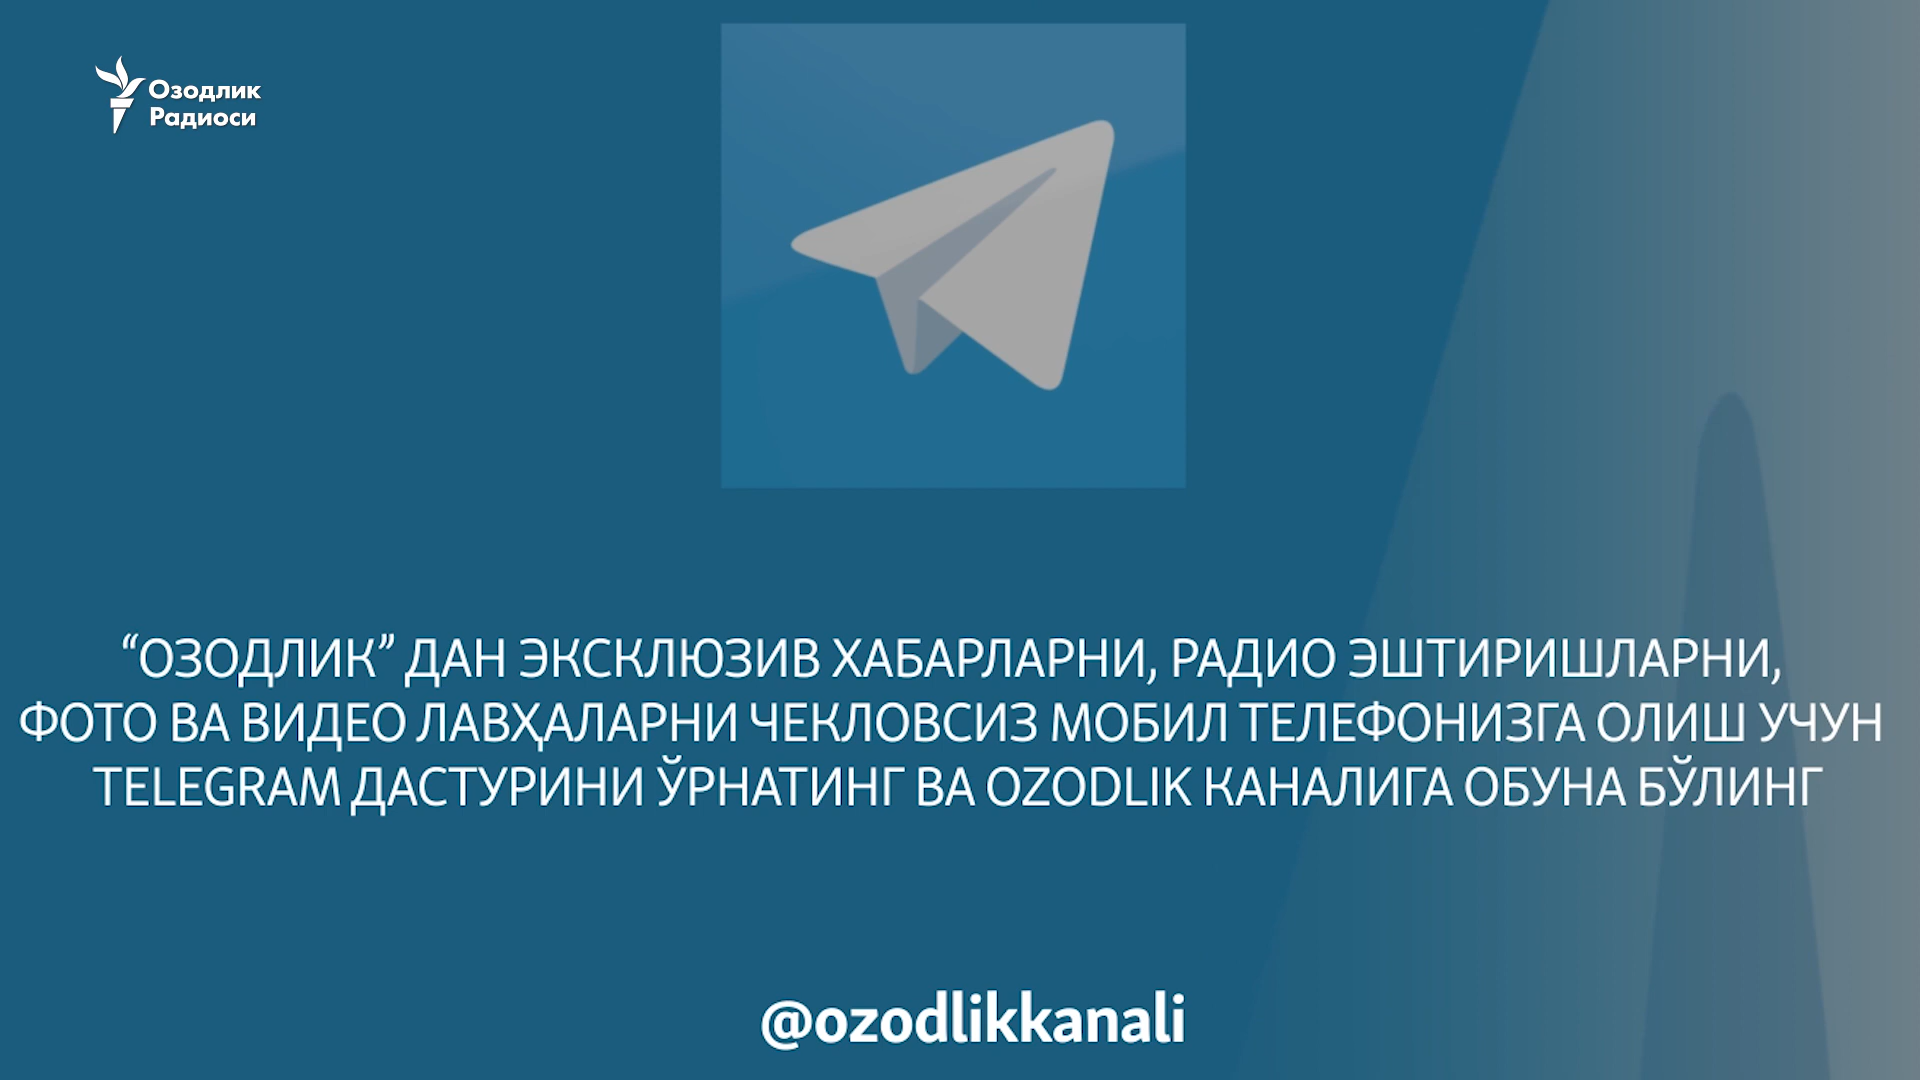 Озодлик
Радиоси
“ОЗОДЛИК” ДАН ЭКСКЛЮЗИВ ХАБАРЛАРНИ, РАДИО ЭШТИРИШЛАРНИ,
ФОТО ВА ВИДЕО ЛАВҲАЛАРНИ ЧЕКЛОВСИЗ МОБИЛ ТЕЛЕФОНИЗГА ОЛИШ УЧУН
TELEGRAM ДАСТУРИНИ ЎРНАТИНГ ВА OZODLIK КАНАЛИГА ОБУНА БЎЛИНГ
@ozodlikkanali